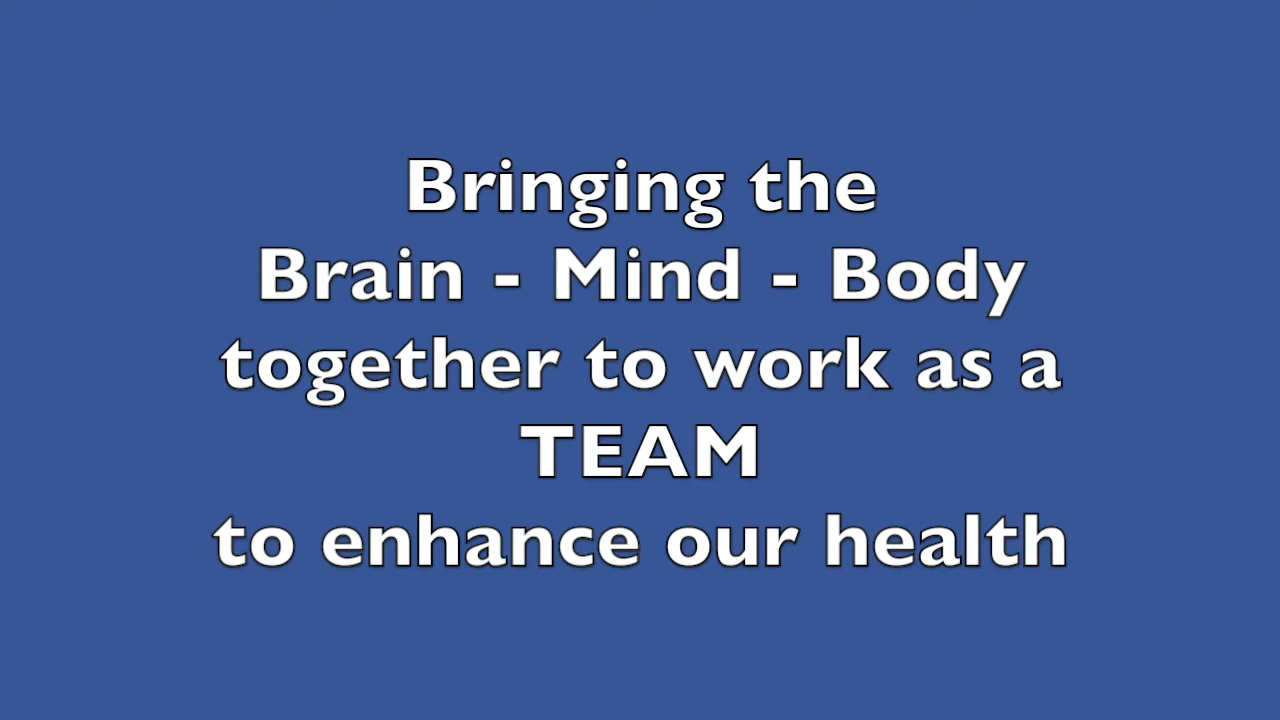 Bringing the
Brain - Mind - Body
together to work as a
TEAM
to enhance our health